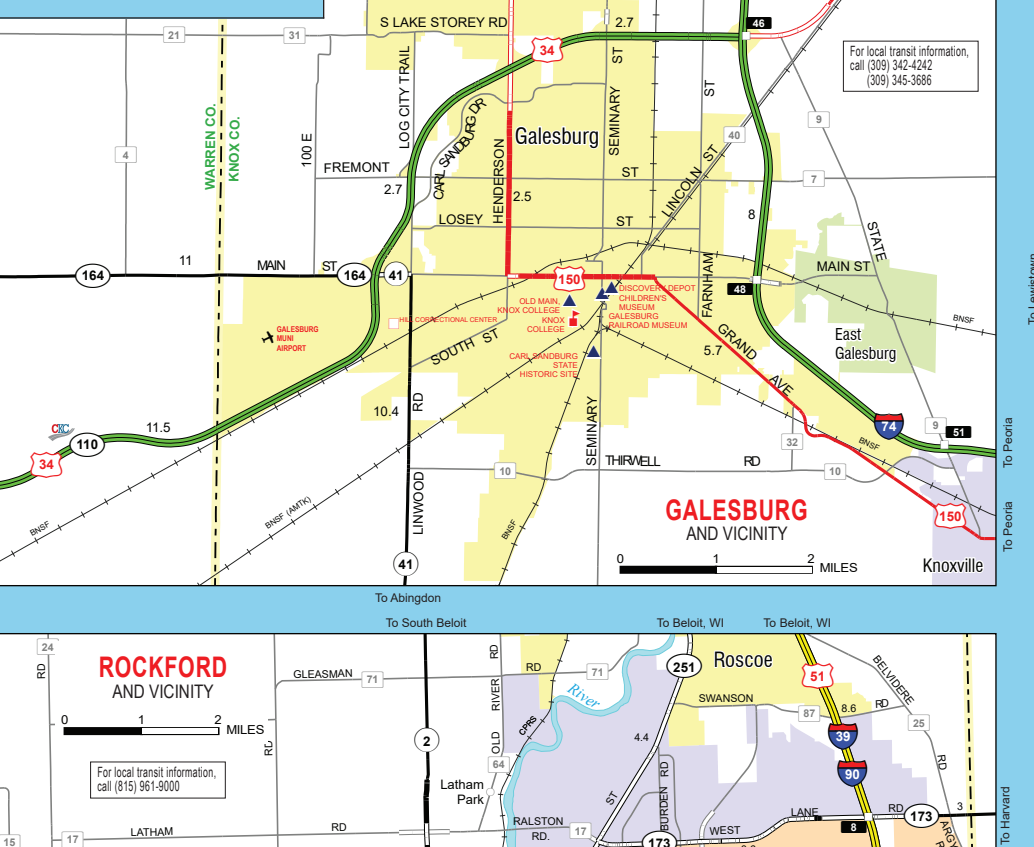 S LAKE STOREY RD
2.7
46
21
31
34
For local transit information,
call (309) 342-4242
(309) 345-3686
ST
ST
LOG CITY TRAIL
CARL SANDBURG DR
SEMINARY
Galesburg
9
40
4
WARREN CO.
KNOX CO.
100 E
FREMONT
ST
7
2.7
HENDERSON
2.5
LINCOLN ST
LOSEY
ST
8
STATE
164
11
MAIN ST
164
41
150
FARNHAM
48
MAIN ST
To Lewistown
DISCOVERY DEPOT
CHILDREN'S
MUSEUM
GALESBURG
RAILROAD MUSEUM
OLD MAIN,
KNOX COLLEGE
KNOX
COLLEGE
HILL CORRECTIONAL CENTER
GALESBURG
MUNI
AIRPORT
SOUTH ST
CARL SANDBURG
STATE
HISTORIC SITE
GRAND AVE
5.7
BNSF
East
Galesburg
10.4
RD
SEMINARY
CKC
110
11.5
34
74
9
51
32
BNSF
To Peoria
10
THIRWELL RD
10
LINWOOD
BNSF
BNSF (AMTK)
BNSF
GALESBURG
AND VICINITY
150
To Peoria
0 1 2 MILES
Knoxville
41
To Abingdon
To South Beloit
To Beloit, WI
To Beloit, WI
24
RD
ROCKFORD
AND VICINITY
0 1 2 MILES
For local transit information,
call (815) 961-9000
GLEASMAN
71
RD
71
RD
RIVER
OLD
River
CPRS
251
Roscoe
51
BELVIDERE
SWANSON
87
8.6
RD
25
39
90
RD
2
RD
4.4
64
Latham
Park
RD
BURDEN
ST
LANE
RD
173
3
To Harvard
15
17
LATHAM
RD
RALSTON
RD.
17
173
WEST
8